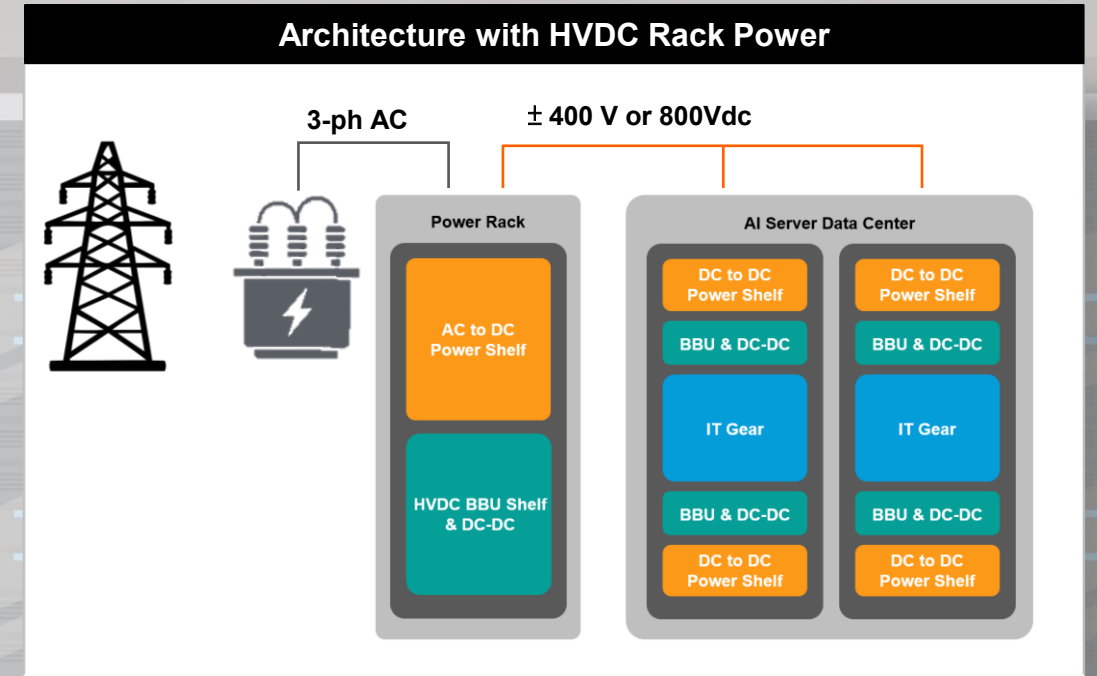 Architecture with HVDC Rack Power
3-ph AC
± 400 V or 800Vdc
Power Rack
AC to DC
Power Shelf
HVDC BBU Shelf
& DC-DC
AI Server Data Center
DC to DC
Power Shelf
BBU & DC-DC
IT Gear
BBU & DC-DC
DC to DC
Power Shelf
DC to DC
Power Shelf
BBU & DC-DC
IT Gear
BBU & DC-DC
DC to DC
Power Shelf